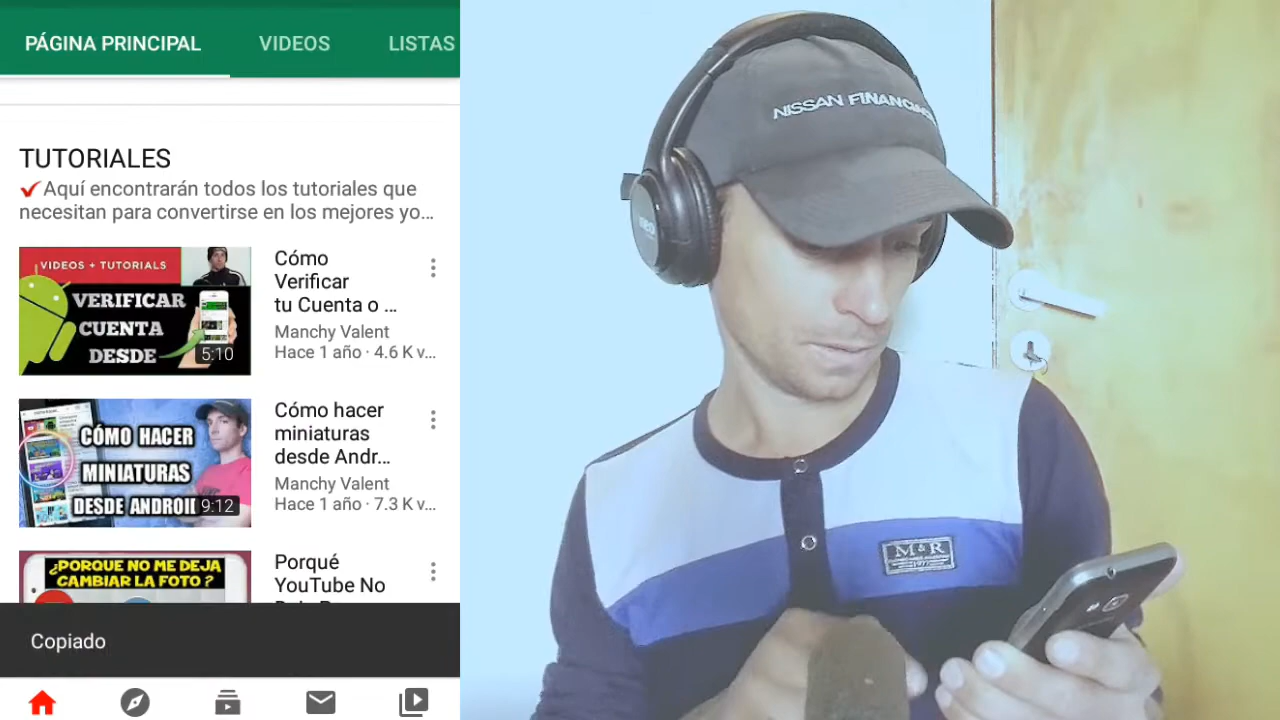 PÁGINA PRINCIPAL
VIDEOS
LISTAS
TUTORIALES
Aquí encontrarán todos los tutoriales que
necesitan para convertirse en los mejores yo…
VIDEOS + TUTORIALS
VERIFICAR
CUENTA
DESDE
5:10
Cómo
Verificar
tu Cuenta o …
Manchy Valent
Hace 1 año · 4.6 K v…
CÓMO HACER
MINIATURAS
DESDE ANDROID
9:12
Cómo hacer
miniaturas
desde Andr…
Manchy Valent
Hace 1 año · 7.3 K v…
¿PORQUE NO ME DEJA
CAMBIAR LA FOTO ?
Porqué
YouTube No
Copiado
NISSAN FINANCIA
M&R